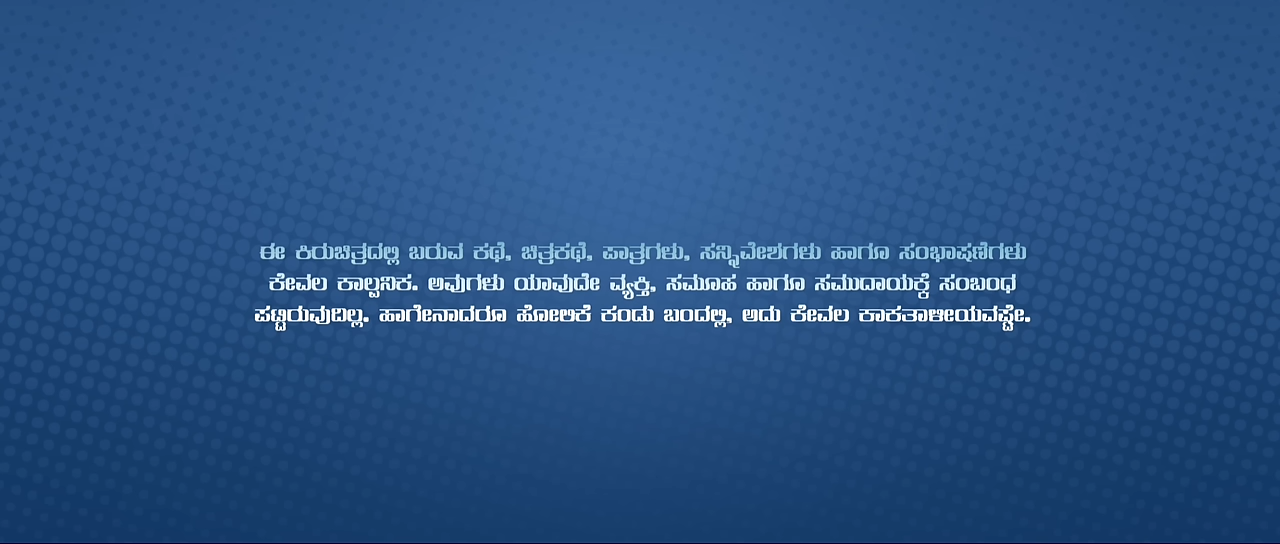 ಈ ಕಿರುಚಿತ್ರದಲ್ಲಿ ಬರುವ ಕಥೆ, ಚಿತ್ರಕಥೆ, ಪಾತ್ರಗಳು, ಸನ್ನಿವೇಶಗಳು ಹಾಗೂ ಸಂಭಾಷಣೆಗಳು
ಕೇವಲ ಕಾಲ್ಪನಿಕ. ಅವುಗಳು ಯಾವುದೇ ವ್ಯಕ್ತಿ, ಸಮೂಹ ಹಾಗೂ ಸಮುದಾಯಕ್ಕೆ ಸಂಬಂಧ
ಪಟ್ಟಿರುವುದಿಲ್ಲ. ಹಾಗೇನಾದರೂ ಹೋಲಿಕೆ ಕಂಡು ಬಂದಲ್ಲಿ, ಅದು ಕೇವಲ ಕಾಕತಾಳೀಯವಷ್ಟೇ.